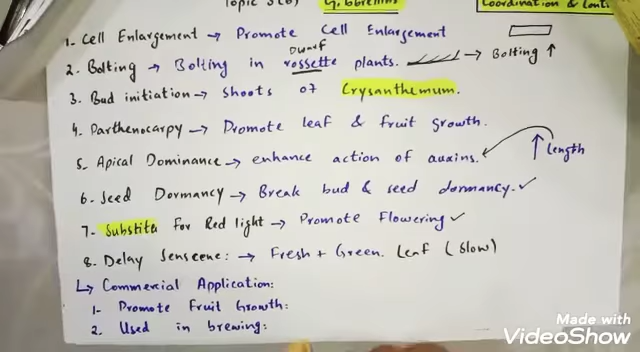 Topic 3(b) Gibberellins Coordination & Cont
1- Cell Enlargement → Promote Cell Enlargement
Dwarf
2. Bolting → Bolting in rossette plants. → Bolting ↑
3. Bud initiation → shoots of Crysanthemum.
4. Parthenocarpy → Promote leaf & fruit growth.
5. Apical Dominance → enhance action of auxins. ↑ length
6. Seed Dormancy → Break bud & seed dormancy. ✓
7- Substite for Red light → Promote Flowering ✓
8. Delay Senscene: → Fresh + Green. Leaf (slow)
↳ Commercial Application:
1- Promote Fruit Growth:
2. Used in brewing:
Made with
VideoShow